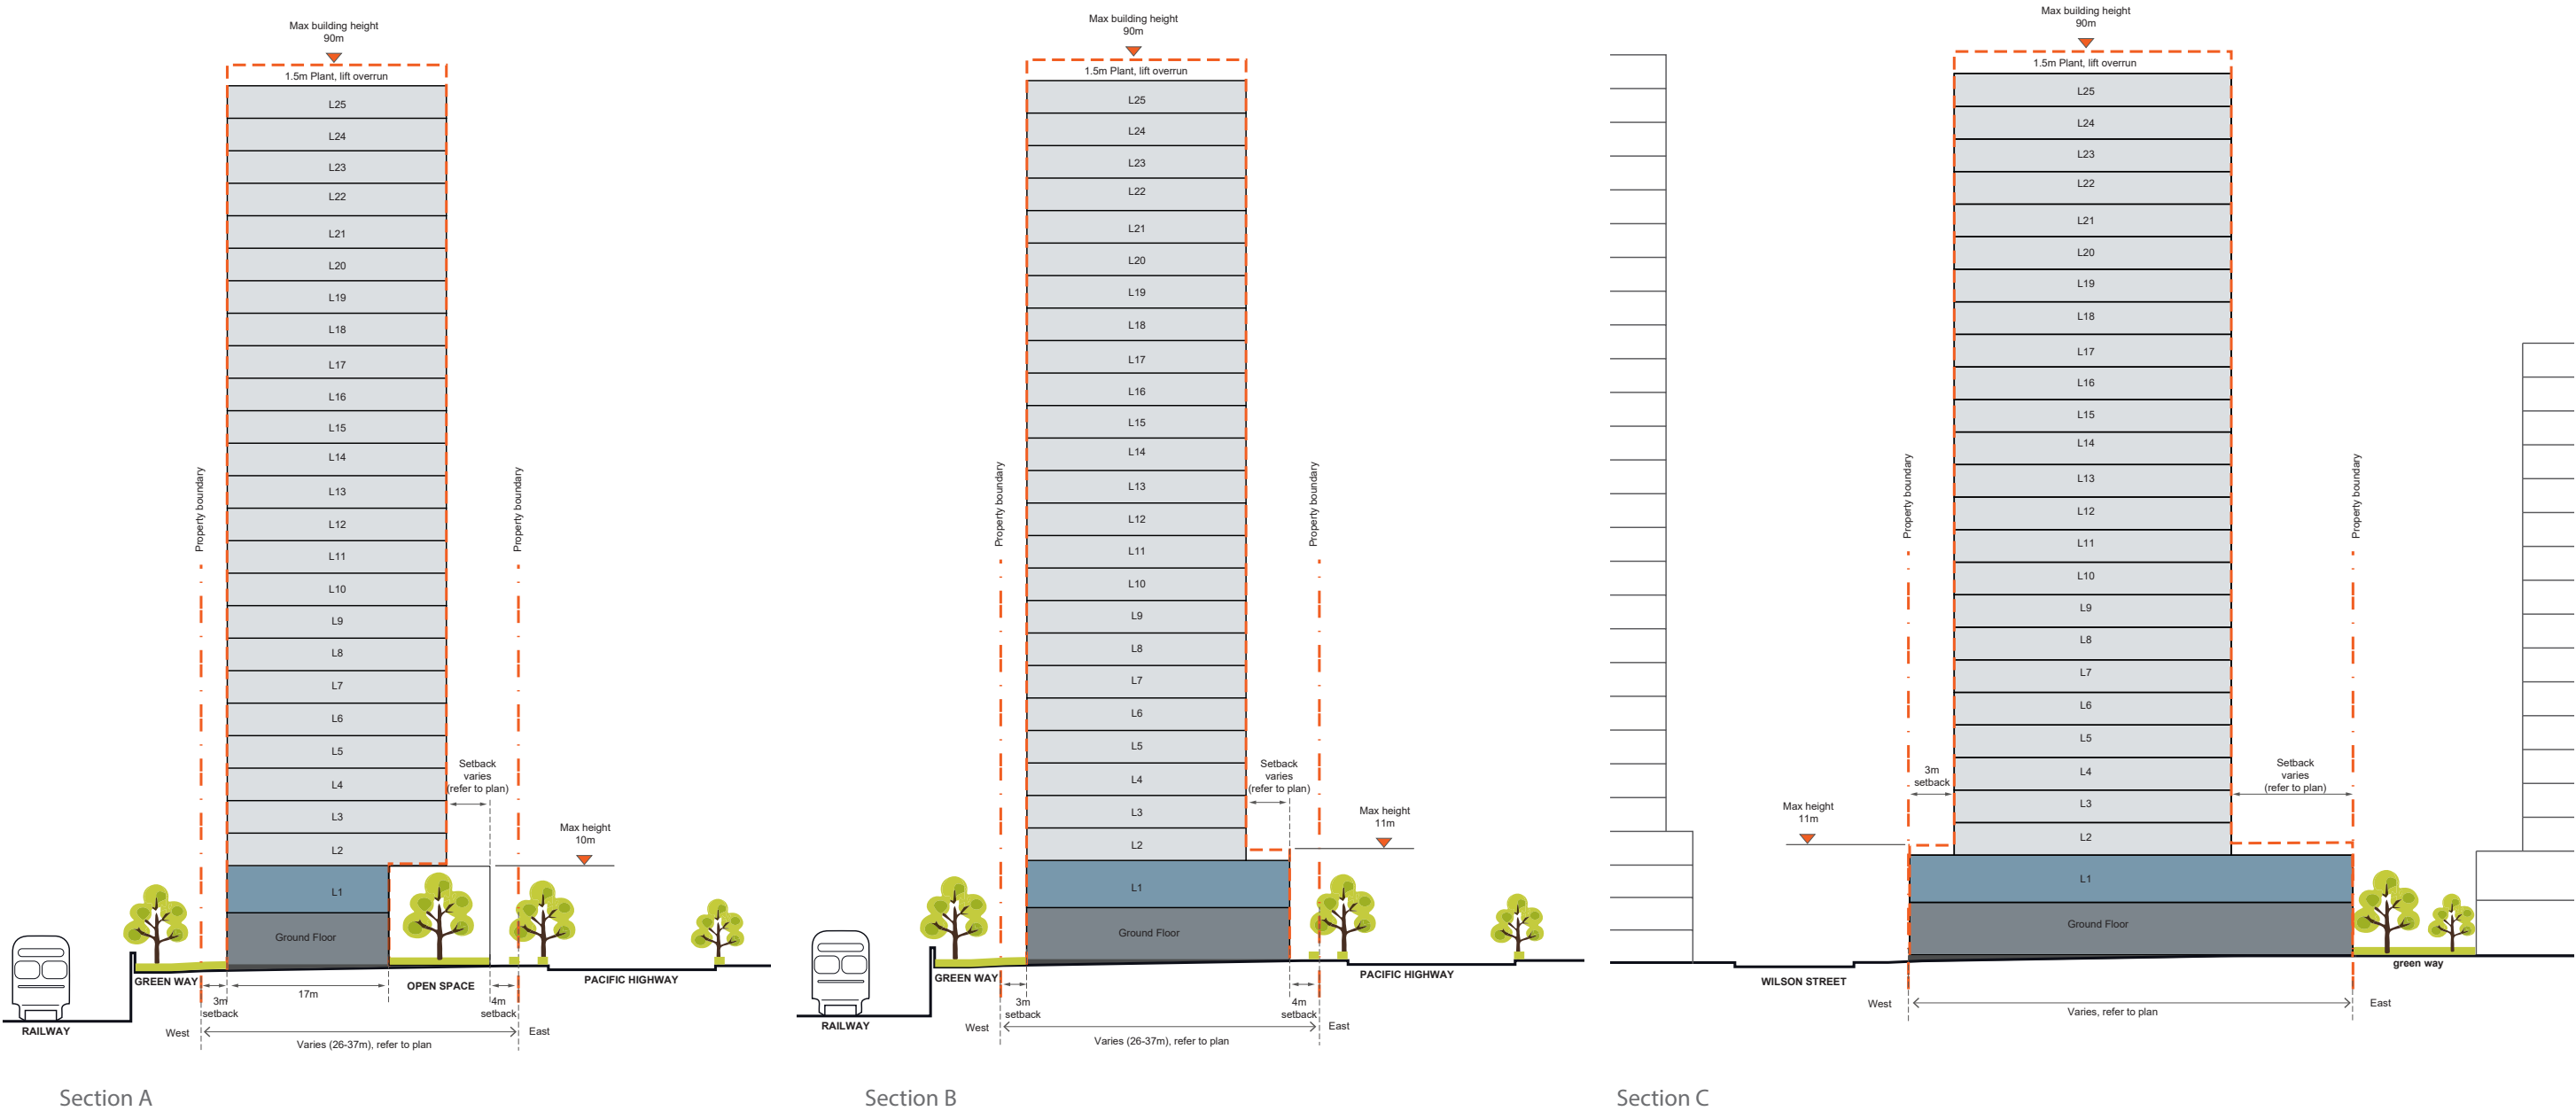 Max building height
90m
1.5m Plant, lift overrun
L25
L24
L23
L22
L21
L20
L19
L18
L17
L16
L15
L14
L13
L12
L11
L10
L9
L8
L7
L6
L5
L4
L3
L2
L1
Ground Floor
Property boundary
Property boundary
Setback
varies
(refer to plan)
Max height
10m
GREEN WAY
OPEN SPACE
PACIFIC HIGHWAY
RAILWAY
3m
setback
17m
4m
setback
West
East
Varies (26-37m), refer to plan
Section A
Max building height
90m
1.5m Plant, lift overrun
L25
L24
L23
L22
L21
L20
L19
L18
L17
L16
L15
L14
L13
L12
L11
L10
L9
L8
L7
L6
L5
L4
L3
L2
L1
Ground Floor
Property boundary
Property boundary
Setback
varies
(refer to plan)
Max height
11m
GREEN WAY
PACIFIC HIGHWAY
RAILWAY
3m
setback
4m
setback
West
East
Varies (26-37m), refer to plan
Section B
Max building height
90m
1.5m Plant, lift overrun
L25
L24
L23
L22
L21
L20
L19
L18
L17
L16
L15
L14
L13
L12
L11
L10
L9
L8
L7
L6
L5
L4
L3
L2
L1
Ground Floor
Property boundary
Property boundary
3m
setback
Setback
varies
(refer to plan)
Max height
11m
WILSON STREET
green way
West
East
Varies, refer to plan
Section C